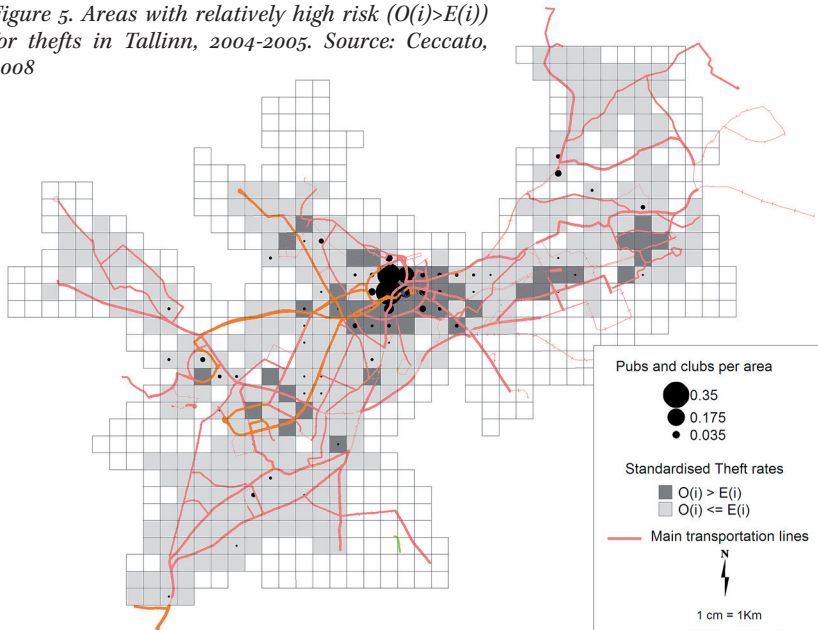 igure 5. Areas with relatively high risk (O(i)>E(i))
or thefts in Tallinn, 2004-2005. Source: Ceccato,
008
Pubs and clubs per area
0.35
0.175
0.035
Standardised Theft rates
O(i) > E(i)
O(i) <= E(i)
Main transportation lines
N
1 cm = 1Km